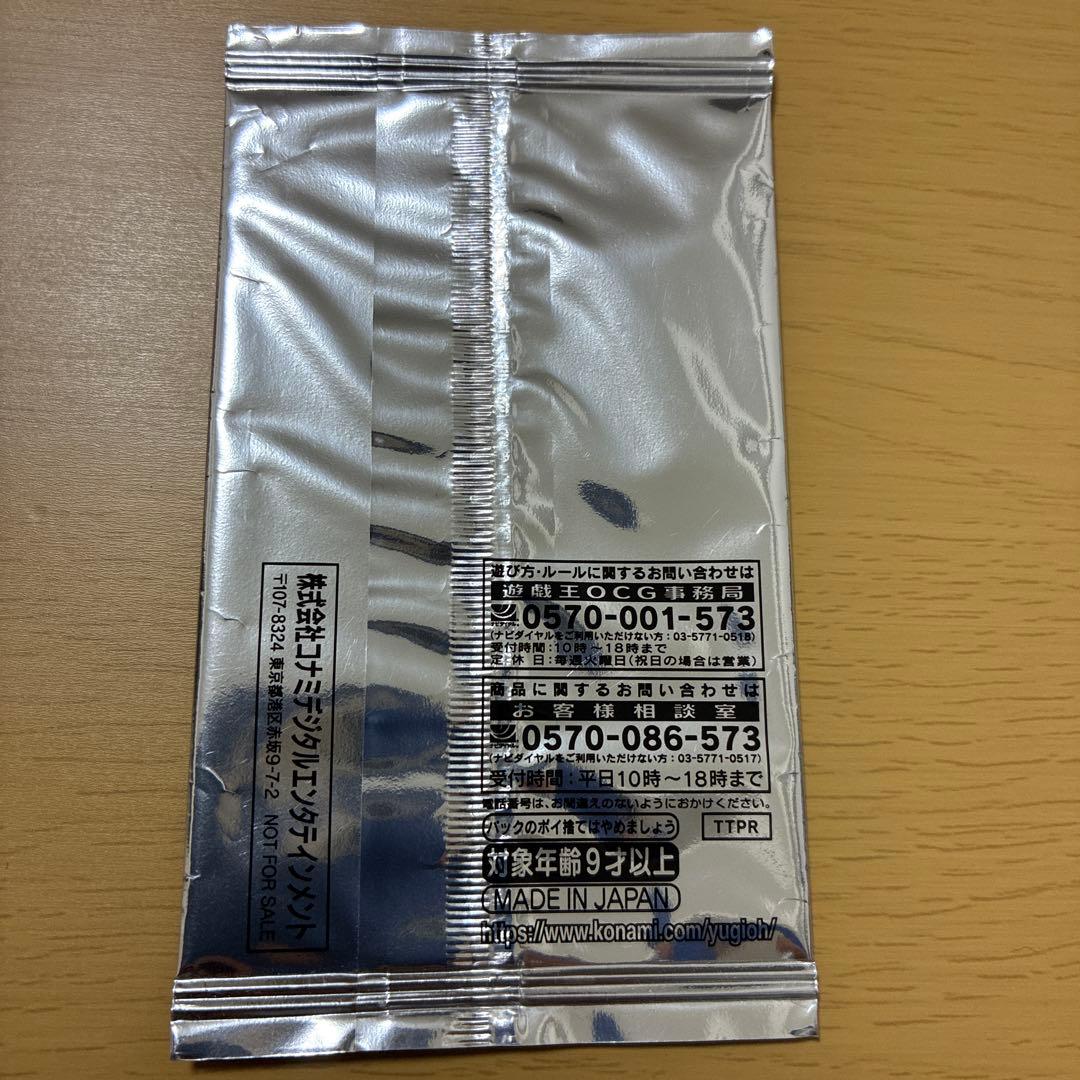 株式会社コナミデジタルエンタテインメント
〒107-8324 東京都港区赤坂9-7-2 NOT FOR SALE
遊び方・ルールに関するお問い合わせは
遊戯王OCG事務局
0570-001-573
(ナビダイヤルをご利用いただけない方:03-5771-0518)
受付時間:10時～18時まで
定休日:毎週火曜日(祝日の場合は営業)
商品に関するお問い合わせは
お客様相談室
0570-086-573
(ナビダイヤルをご利用いただけない方:03-5771-0517)
受付時間:平日10時～18時まで
電話番号は、お間違えのないようにおかけください。
パックのポイ捨てはやめましょう
TTPR
対象年齢9才以上
MADE IN JAPAN
https://www.konami.com/yugioh/